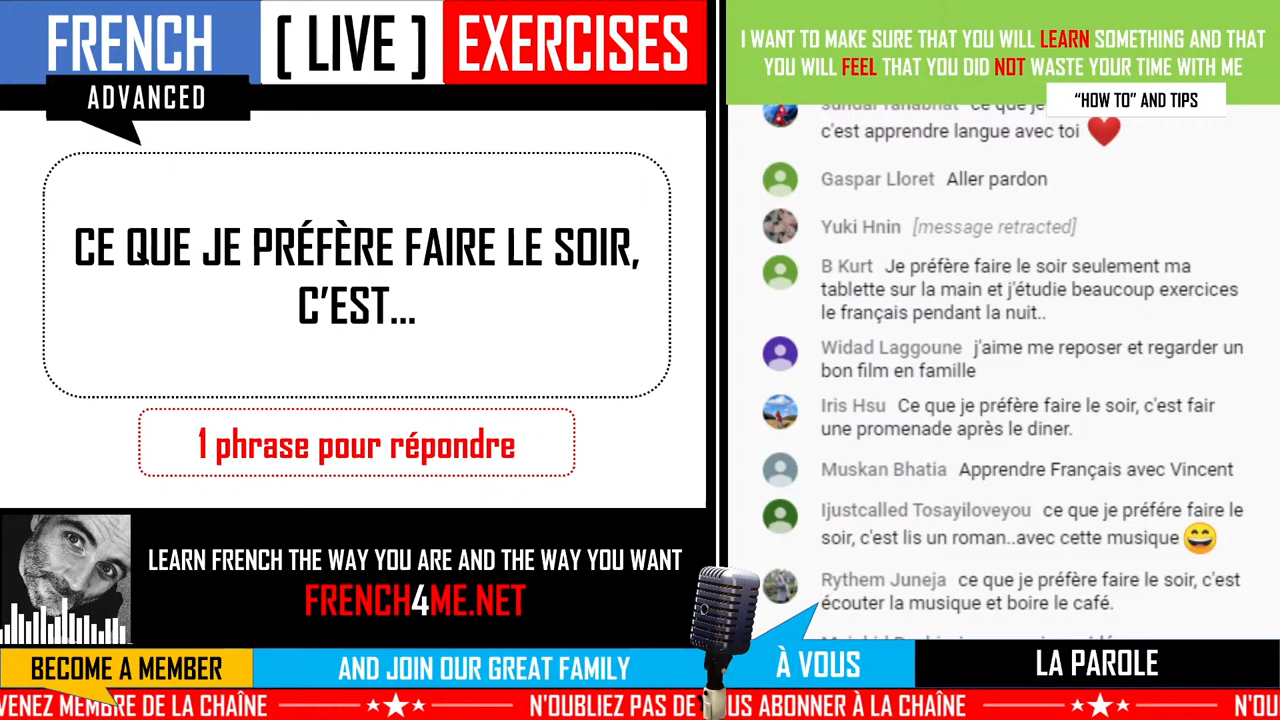 FRENCH [ LIVE ] EXERCISES
ADVANCED
CE QUE JE PRÉFÈRE FAIRE LE SOIR,
C'EST...
1 phrase pour répondre
LEARN FRENCH THE WAY YOU ARE AND THE WAY YOU WANT
FRENCH4ME.NET
BECOME A MEMBER
AND JOIN OUR GREAT FAMILY
I WANT TO MAKE SURE THAT YOU WILL LEARN SOMETHING AND THAT
YOU WILL FEEL THAT YOU DID NOT WASTE YOUR TIME WITH ME
“HOW TO” AND TIPS
ce que je
c'est apprendre langue avec toi ❤️
Gaspar Lloret Aller pardon
Yuki Hnin [message retracted]
B Kurt Je préfère faire le soir seulement ma
tablette sur la main et j'étudie beaucoup exercices
le français pendant la nuit..
Widad Laggoune j'aime me reposer et regarder un
bon film en famille
Iris Hsu Ce que je préfère faire le soir, c'est fair
une promenade après le diner.
Muskan Bhatia Apprendre Français avec Vincent
Ijustcalled Tosayiloveyou ce que je préfére faire le
soir, c'est lis un roman..avec cette musique 😄
Rythem Juneja ce que je préfère faire le soir, c'est
écouter la musique et boire le café.
À VOUS
LA PAROLE
VENEZ MEMBRE DE LA CHAÎNE N'OUBLIEZ PAS DE US ABONNER À LA CHAÎNE N'OU